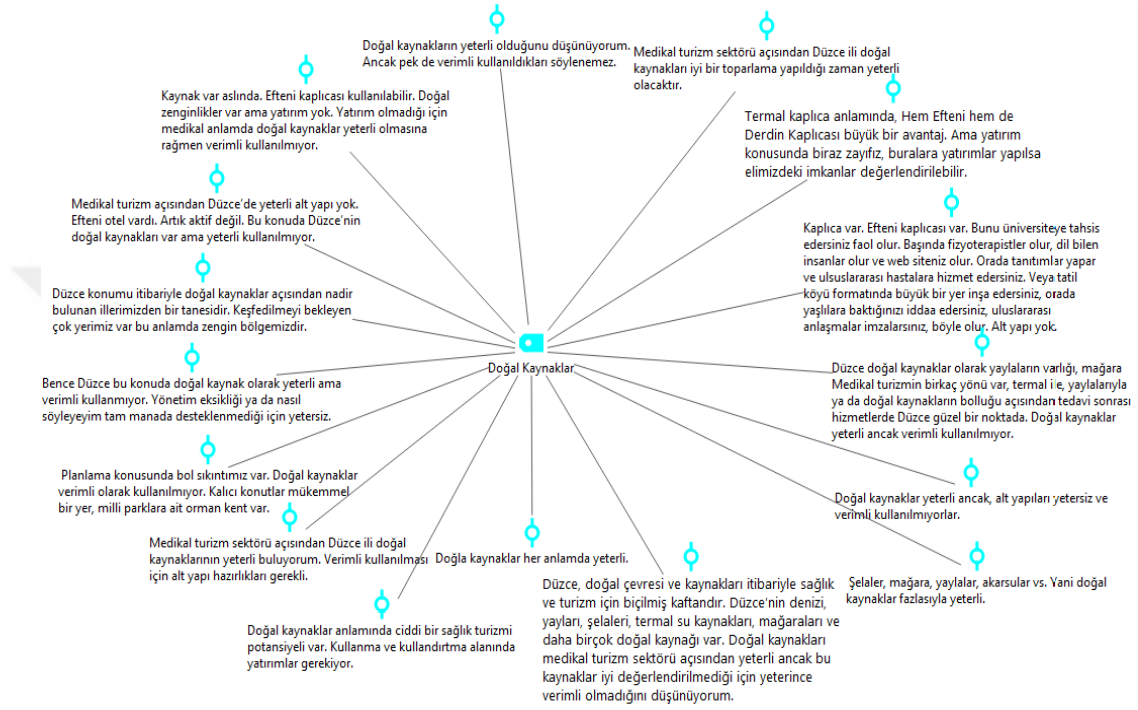 Doğal kaynakların yeterli olduğunu düşünüyorum.
Ancak pek de verimli kullanıldıkları söylenemez.
Medikal turizm sektörü açısından Düzce ili doğal
kaynakları iyi bir toparlama yapıldığı zaman yeterli
olacaktır.
Kaynak var aslında. Efteni kaplıcası kullanılabilir. Doğal
zenginlikler var ama yatırım yok. Yatırım olmadığı için
medikal anlamda doğal kaynaklar yeterli olmasına
rağmen verimli kullanılmıyor.
Termal kaplıca anlamında, Hem Efteni hem de
Derdin Kaplıcası büyük bir avantaj. Ama yatırım
konusunda biraz zayıfız, buralara yatırımlar yapılsa
elimizdeki imkanlar değerlendirilebilir.
Medikal turizm açısından Düzce'de yeterli alt yapı yok.
Efteni otel vardı. Artık aktif değil. Bu konuda Düzce'nin
doğal kaynakları var ama yeterli kullanılmıyor.
Kaplıca var. Efteni kaplıcası var. Bunu üniversiteye tahsis
edersiniz faol olur. Başında fizyoterapistler olur, dil bilen
insanlar olur ve web siteniz olur. Orada tanıtımlar yapar
ve ulsuslararası hastalara hizmet edersiniz. Veya tatil
köyü formatında büyük bir yer inşa edersiniz, orada
yaşlılara baktığınızı iddaa edersiniz, uluslararası
anlaşmalar imzalarsınız, böyle olur. Alt yapı yok.
Düzce konumu itibariyle doğal kaynaklar açısından nadir
bulunan illerimizden bir tanesidir. Keşfedilmeyi bekleyen
çok yerimiz var bu anlamda zengin bölgemizdir.
Doğal Kaynaklar
Bence Düzce bu konuda doğal kaynak olarak yeterli ama
verimli kullanmıyor. Yönetim eksikliği ya da nasıl
söyleyeyim tam manada desteklenmediği için yetersiz.
Düzce doğal kaynaklar olarak yaylaların varlığı, mağara
Medikal turizmin birkaç yönü var, termal ile, yaylalarıyla
ya da doğal kaynakların bolluğu açısından tedavi sonrası
hizmetlerde Düzce güzel bir noktada. Doğal kaynaklar
yeterli ancak verimli kullanılmıyor.
Planlama konusunda bol sıkıntımız var. Doğal kaynaklar
verimli olarak kullanılmıyor. Kalıcı konutlar mükemmel
bir yer, milli parklara ait orman kent var.
Doğal kaynaklar yeterli ancak, alt yapıları yetersiz ve
verimli kullanılmıyorlar.
Medikal turizm sektörü açısından Düzce ili doğal
kaynaklarının yeterli buluyorum. Verimli kullanılması
için alt yapı hazırlıkları gerekli.
Doğla kaynaklar her anlamda yeterli.
Şelaler, mağara, yaylalar, akarsular vs. Yani doğal
kaynaklar fazlasıyla yeterli.
Düzce, doğal çevresi ve kaynakları itibariyle sağlık
ve turizm için biçilmiş kaftandır. Düzce'nin denizi,
yayları, şelaleri, termal su kaynakları, mağaraları ve
daha birçok doğal kaynağı var. Doğal kaynakları
medikal turizm sektörü açısından yeterli ancak bu
kaynaklar iyi değerlendirilmediği için yeterince
verimli olmadığını düşünüyorum.
Doğal kaynaklar anlamında ciddi bir sağlık turizmi
potansiyeli var. Kullanma ve kullandırtma alanında
yatırımlar gerekiyor.